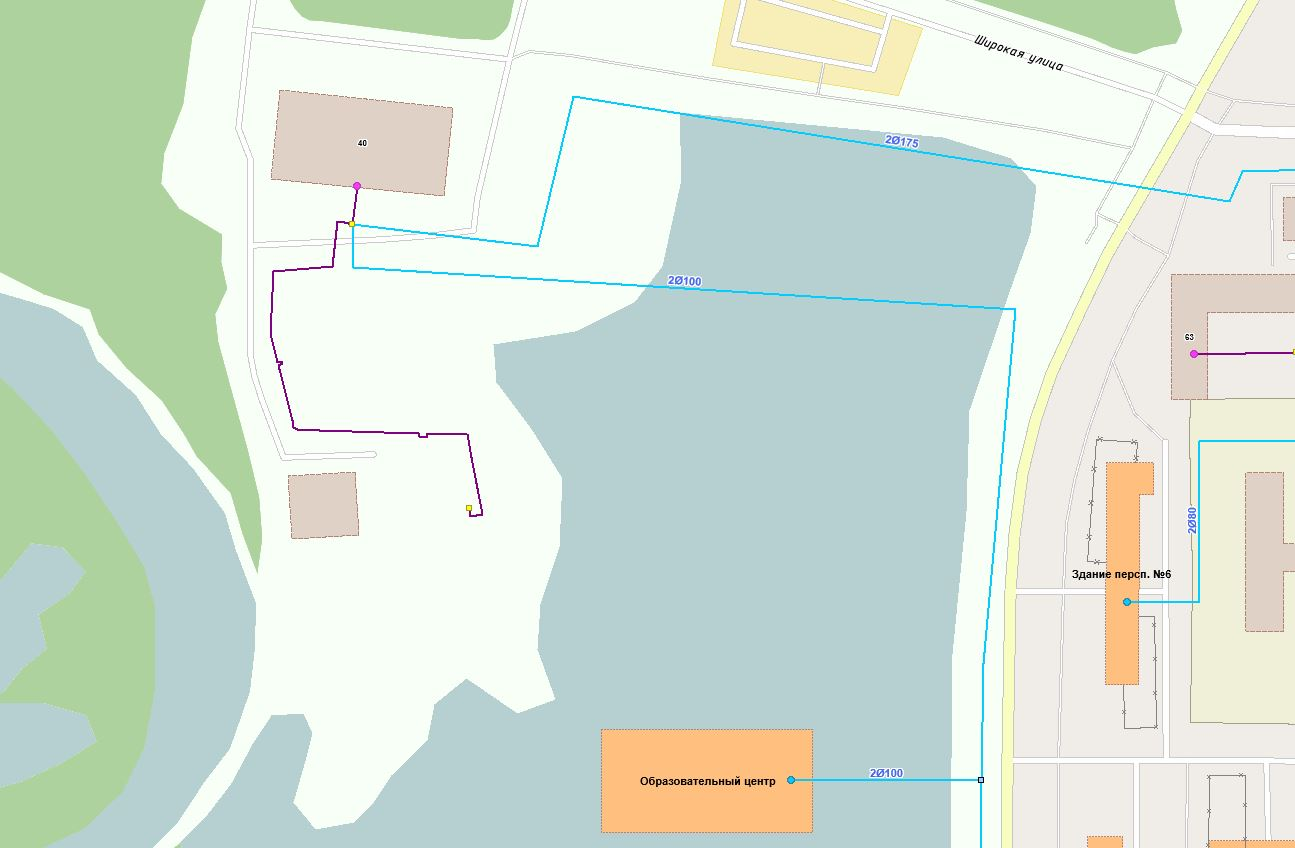 Широкая улица
40
2Ø175
2Ø100
63
2Ø80
Здание персп. №6
2Ø100
Образовательный центр